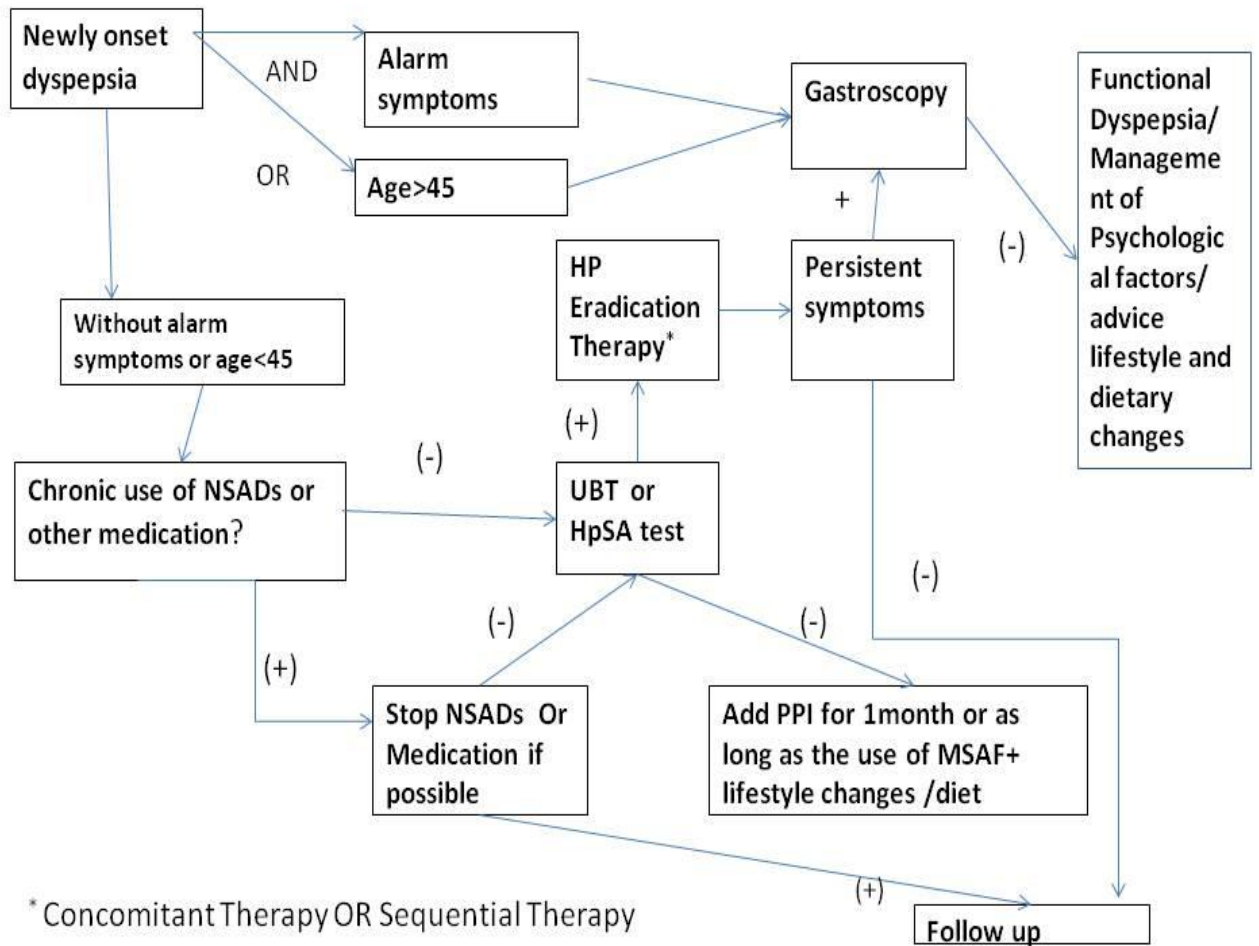 Newly onset
dyspepsia
AND
OR
Alarm
symptoms
Age>45
Gastroscopy
Functional
Dyspepsia/
Manageme
nt of
Psychologic
al factors/
advice
lifestyle and
dietary
changes
+
(-)
HP
Eradication
Therapy*
Persistent
symptoms
Without alarm
symptoms or age<45
(+)
(-)
Chronic use of NSADs or
other medication?
UBT or
HpSA test
(-)
(+)
(-)
(-)
Stop NSADs Or
Medication if
possible
Add PPI for 1month or as
long as the use of MSAF+
lifestyle changes /diet
(+)
* Concomitant Therapy OR Sequential Therapy
Follow up